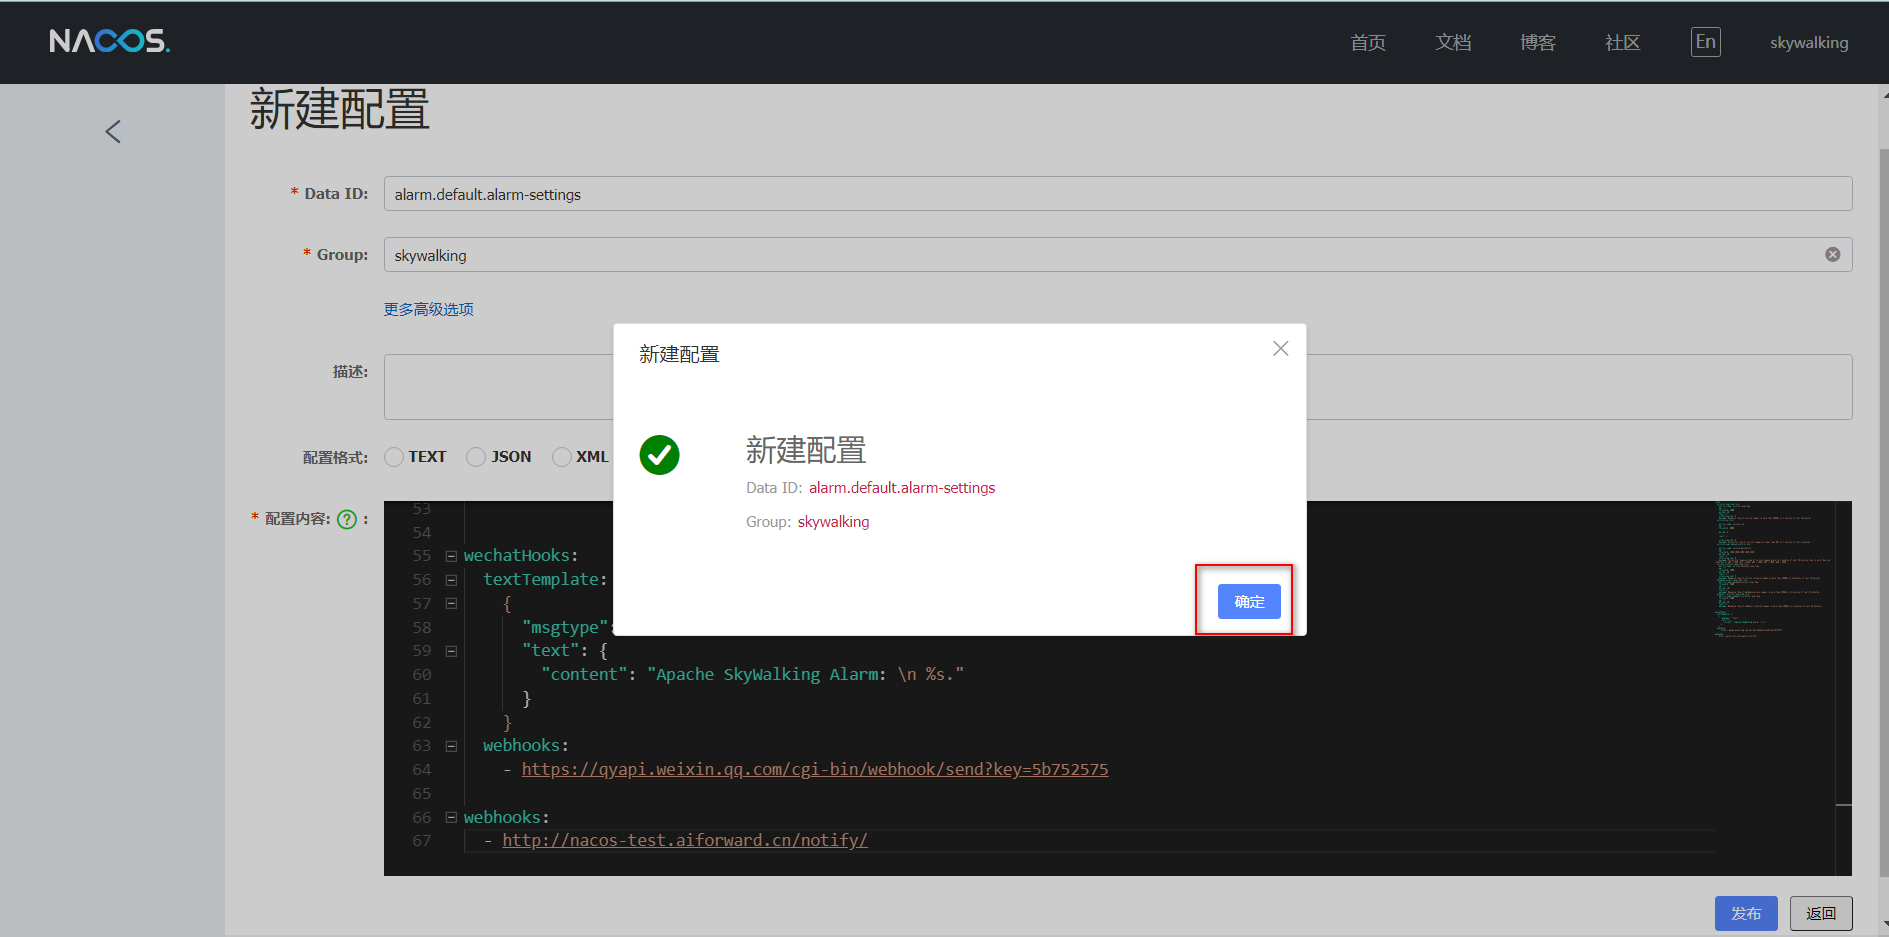 NACOS.
首页
文档
博客
社区
En
skywalking
新建配置
* Data ID:
alarm.default.alarm-settings
* Group:
skywalking
更多高级选项
描述:
配置格式:
TEXT
JSON
XML
* 配置内容: ? :
53
54
55 wechatHooks:
56 textTemplate:
57 {
58 "msgtype":
59 "text": {
60 "content": "Apache SkyWalking Alarm: \n %s."
61 }
62 }
63 webhooks:
64 - https://qyapi.weixin.qq.com/cgi-bin/webhook/send?key=5b752575
65
66 webhooks:
67 - http://nacos-test.aiforward.cn/notify/
新建配置
新建配置
Data ID: alarm.default.alarm-settings
Group: skywalking
确定
发布
返回